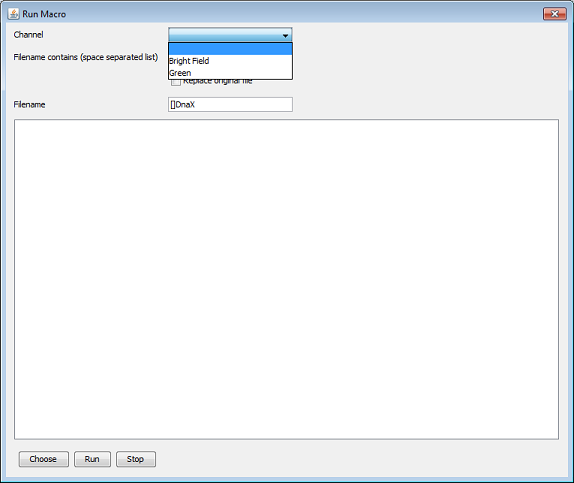 Run Macro
Channel
Filename contains (space separated list)
Bright Field
Green
Replace original file
Filename
[]DnaX
Choose
Run
Stop